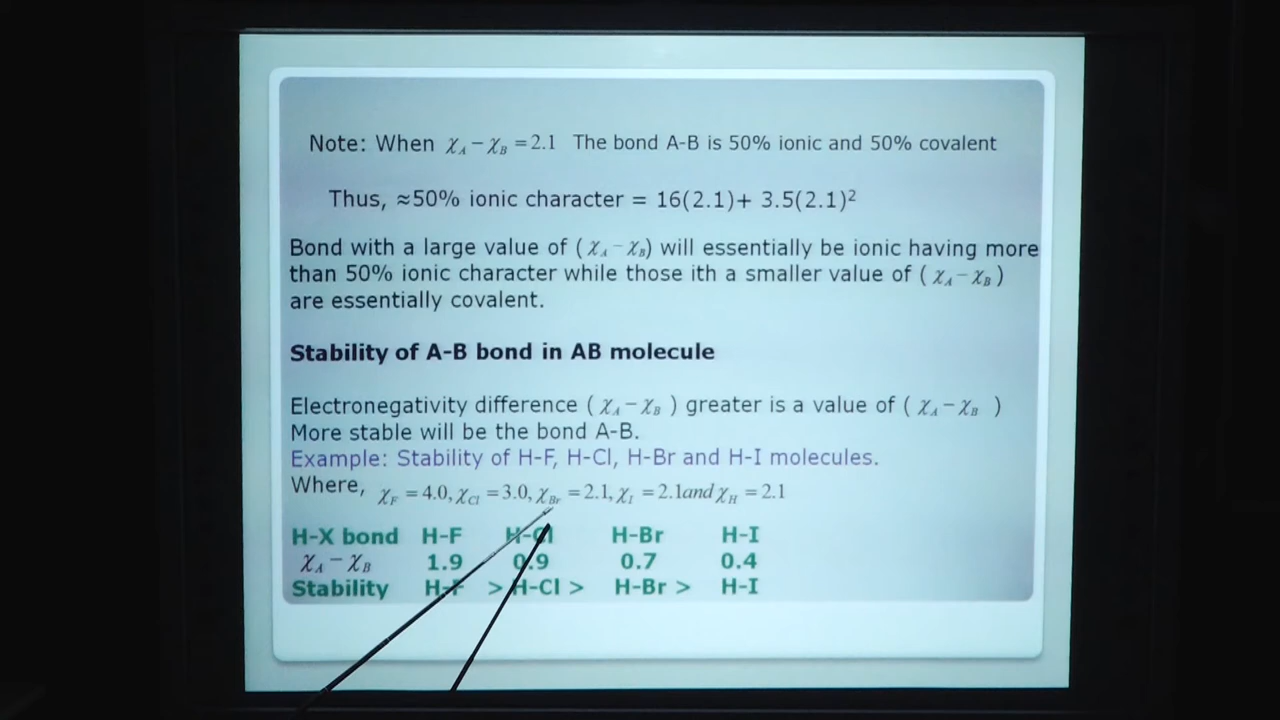 Note: When χA − χB = 2.1 The bond A-B is 50% ionic and 50% covalent
Thus, ≈50% ionic character = 16(2.1)+ 3.5(2.1)²
Bond with a large value of ( χA − χB) will essentially be ionic having more
than 50% ionic character while those ith a smaller value of ( χA − χB )
are essentially covalent.
Stability of A-B bond in AB molecule
Electronegativity difference ( χA − χB ) greater is a value of ( χA − χB )
More stable will be the bond A-B.
Example: Stability of H-F, H-Cl, H-Br and H-I molecules.
Where, χF = 4.0, χCl = 3.0, χBr = 2.1, χI = 2.1and χH = 2.1
H-X bond H-F H-Cl H-Br H-I
χA − χB 1.9 0.9 0.7 0.4
Stability H-F > H-Cl > H-Br > H-I